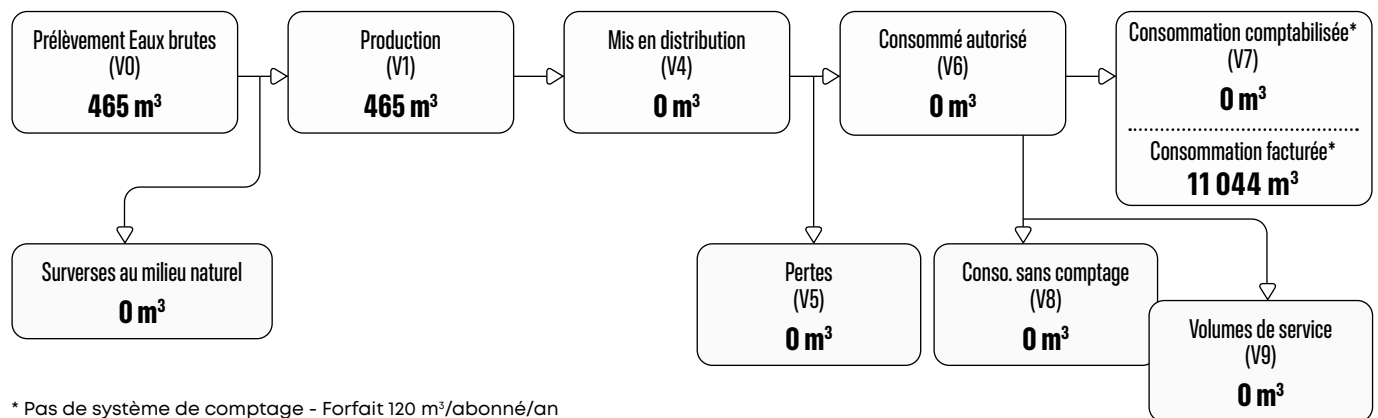 Prélèvement Eaux brutes
(V0)
465 m³
Production
(V1)
465 m³
Mis en distribution
(V4)
0 m³
Consommé autorisé
(V6)
0 m³
Consommation comptabilisée*
(V7)
0 m³
Consommation facturée*
11 044 m³
Surverses au milieu naturel
0 m³
Pertes
(V5)
0 m³
Conso. sans comptage
(V8)
0 m³
Volumes de service
(V9)
0 m³
* Pas de système de comptage - Forfait 120 m³/abonné/an